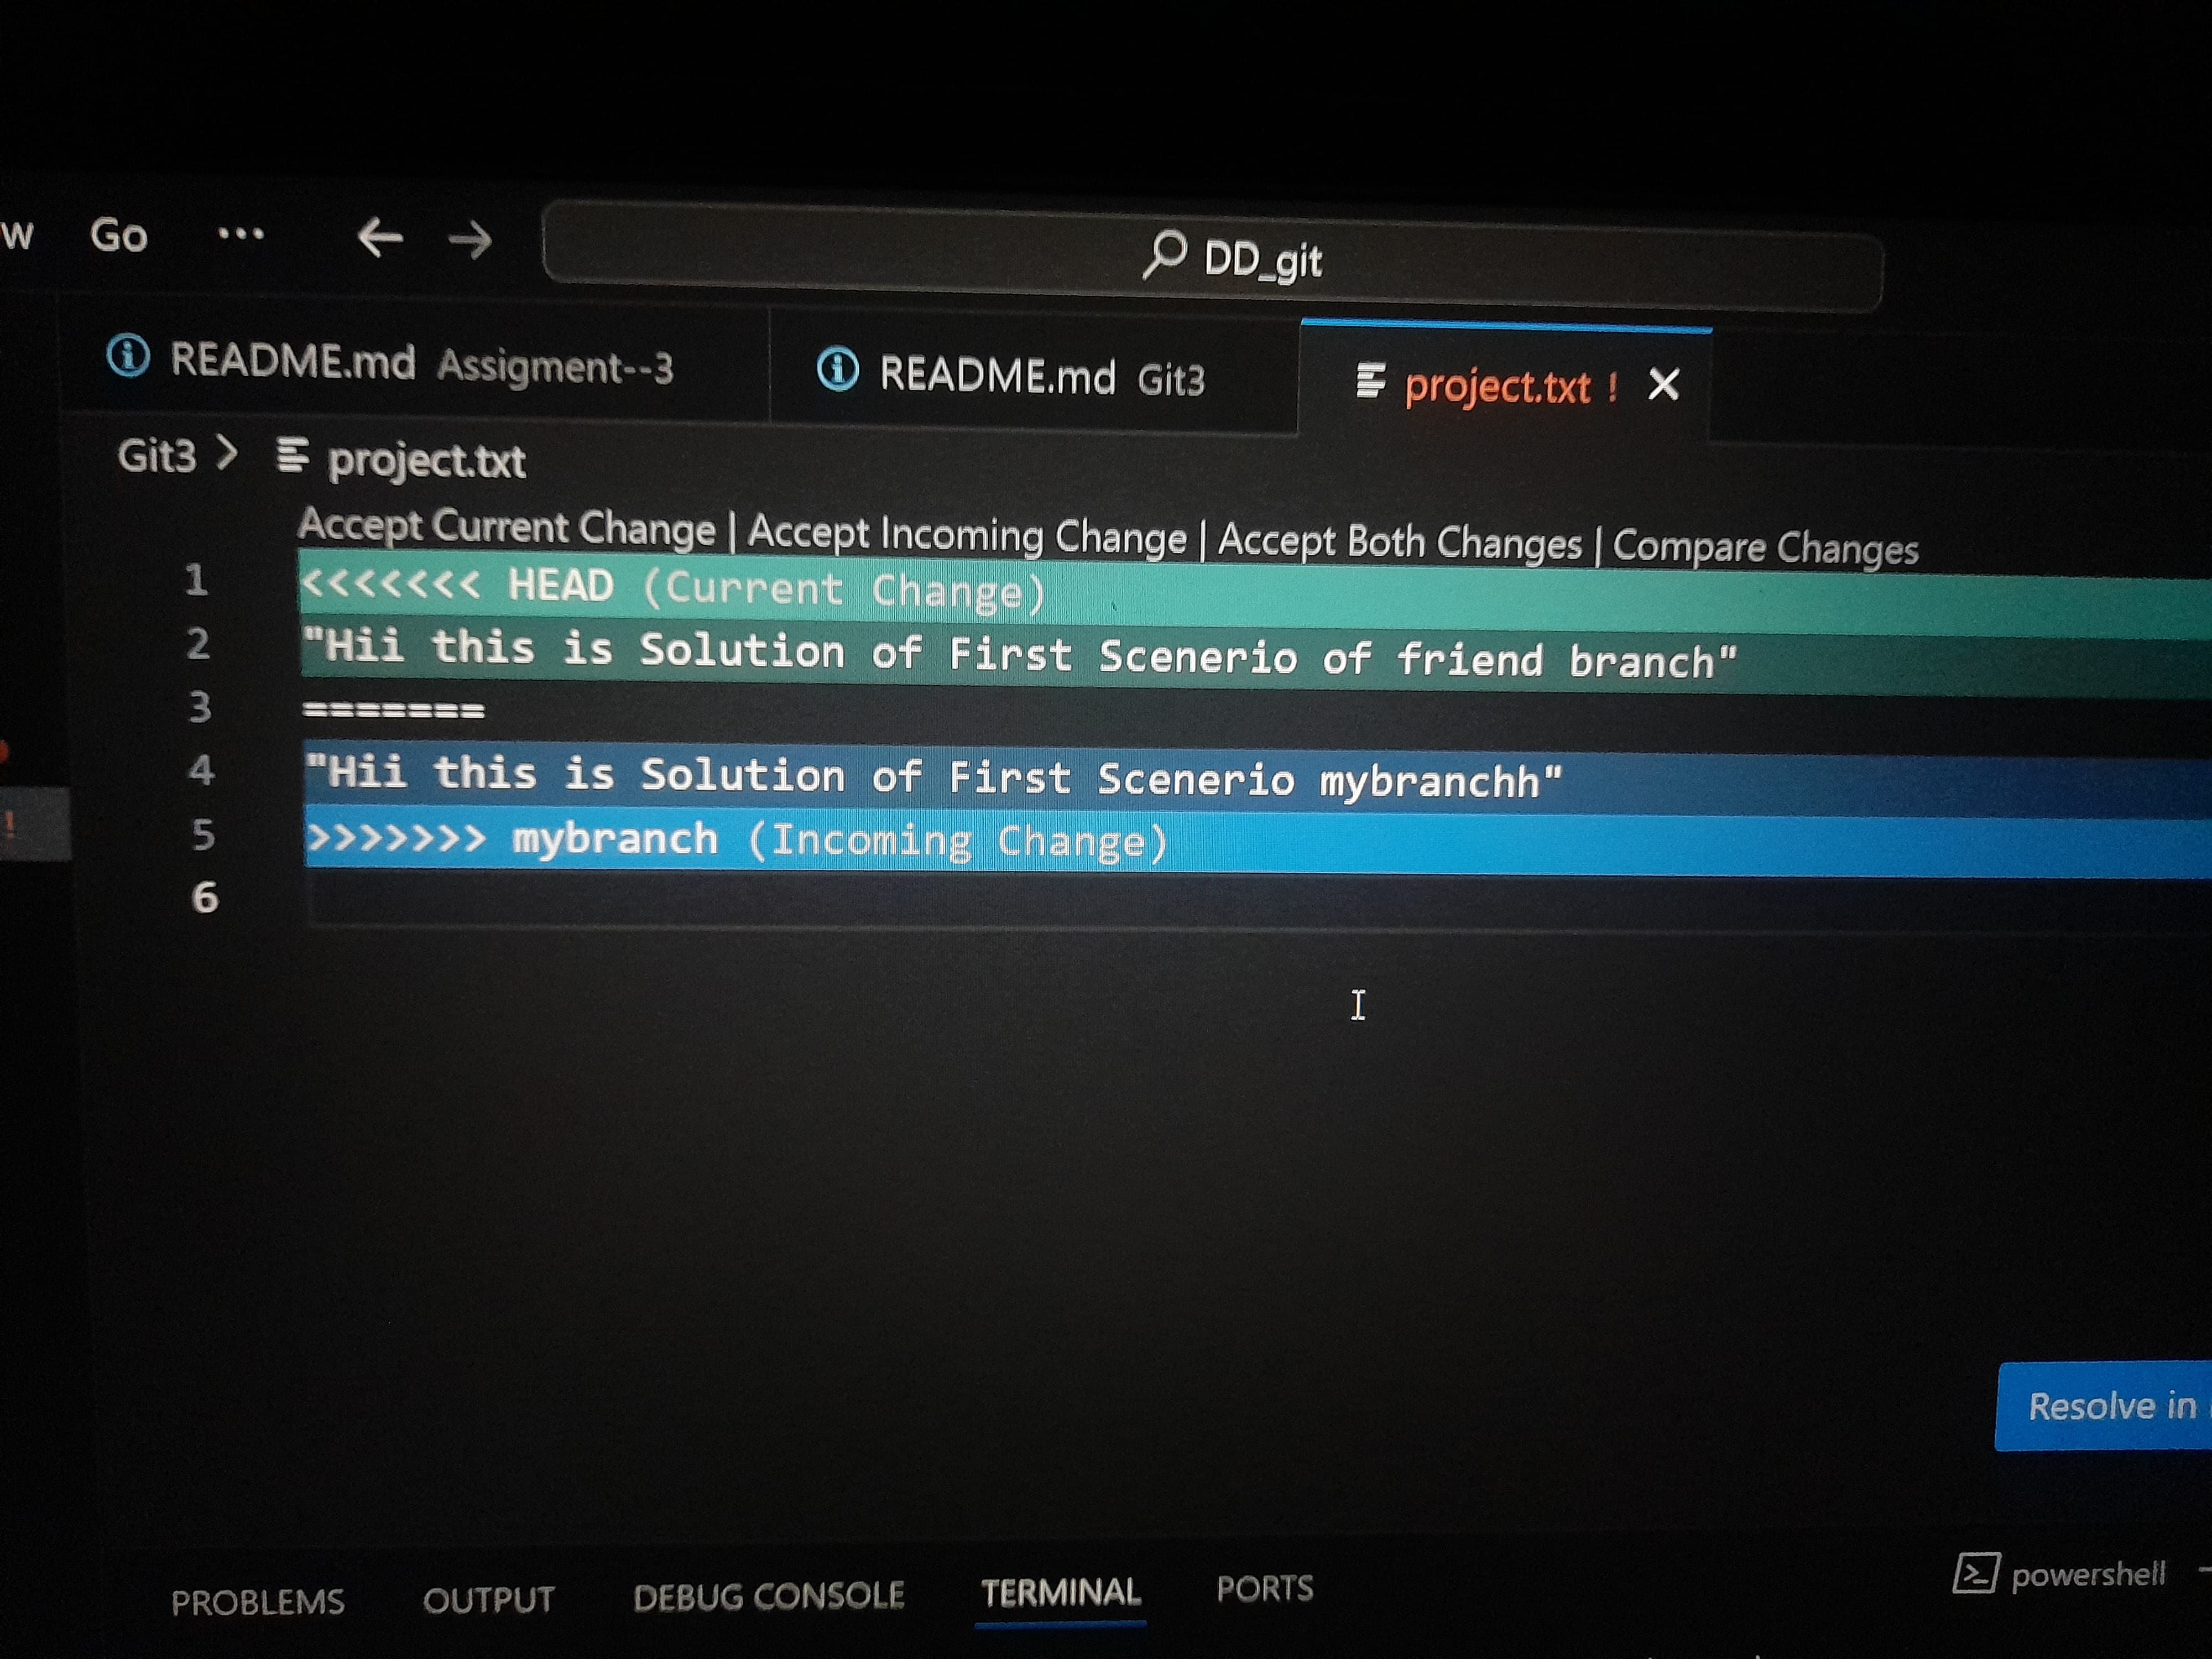 Go ... DD_git
README.md Assigment--3 README.md Git3 project.txt !
Git3 > project.txt
Accept Current Change | Accept Incoming Change | Accept Both Changes | Compare Changes
1 <<<<<<< HEAD (Current Change)
2 "Hii this is Solution of First Scenerio of friend branch"
3 =======
4 "Hii this is Solution of First Scenerio mybranchh"
5 >>>>>>> mybranch (Incoming Change)
6
Resolve in
PROBLEMS OUTPUT DEBUG CONSOLE TERMINAL PORTS powershell